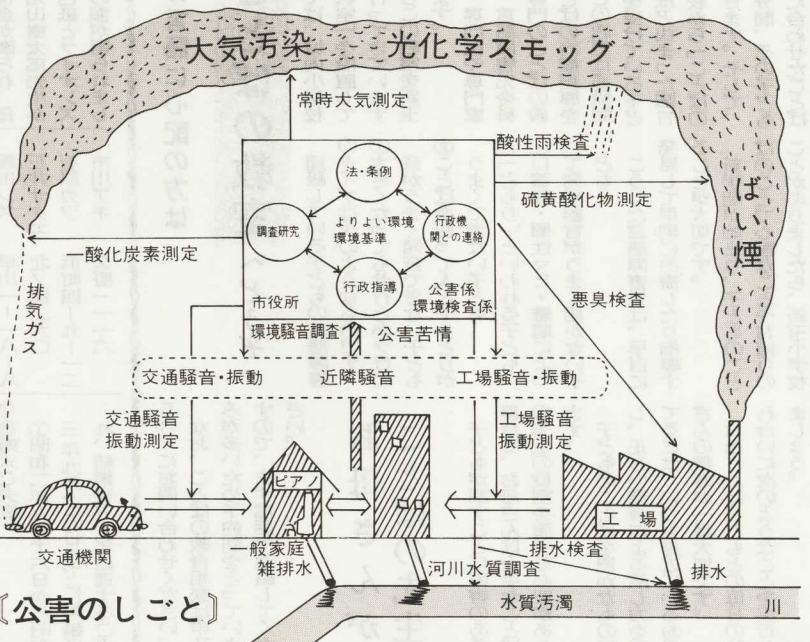 大気汚染　光化学スモッグ
常時大気測定
酸性雨検査
硫黄酸化物測定
ばい煙
法・条例
調査研究
よりよい環境
環境基準
行政機
関との連絡
行政指導
一酸化炭素測定
排気ガス
市役所
公害係
環境検査係
悪臭検査
環境騒音調査
公害苦情
交通騒音・振動
近隣騒音
工場騒音・振動
交通騒音
振動測定
工場騒音
振動測定
ピアノ
工場
交通機関
一般家庭
雑排水
河川水質調査
排水検査
排水
水質汚濁
川
〔公害のしごと〕